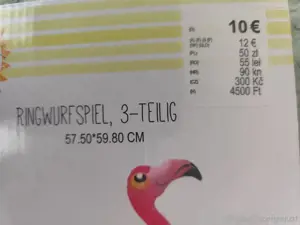 10 €
12 €
50 zł
55 lei
90 kn
300 Kč
4500 Ft
RINGWURFSPIEL, 3-TEILIG
57.50*59.80 CM